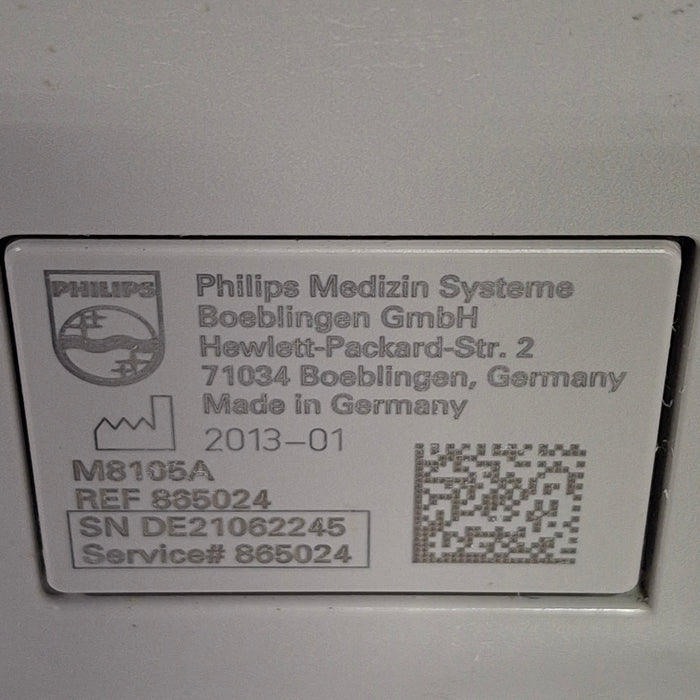 PHILIPS
Philips Medizin Systeme
Boeblingen GmbH
Hewlett-Packard-Str. 2
71034 Boeblingen, Germany
Made in Germany
2013-01
M8105A
REF 865024
SN DE21062245
Service# 865024